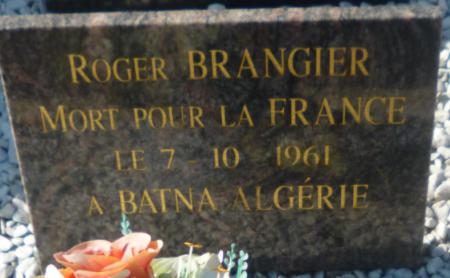 ROGER BRANGIER
MORT POUR LA FRANCE
LE 7 - 10 - 1961
A BATNA ALGÉRIE